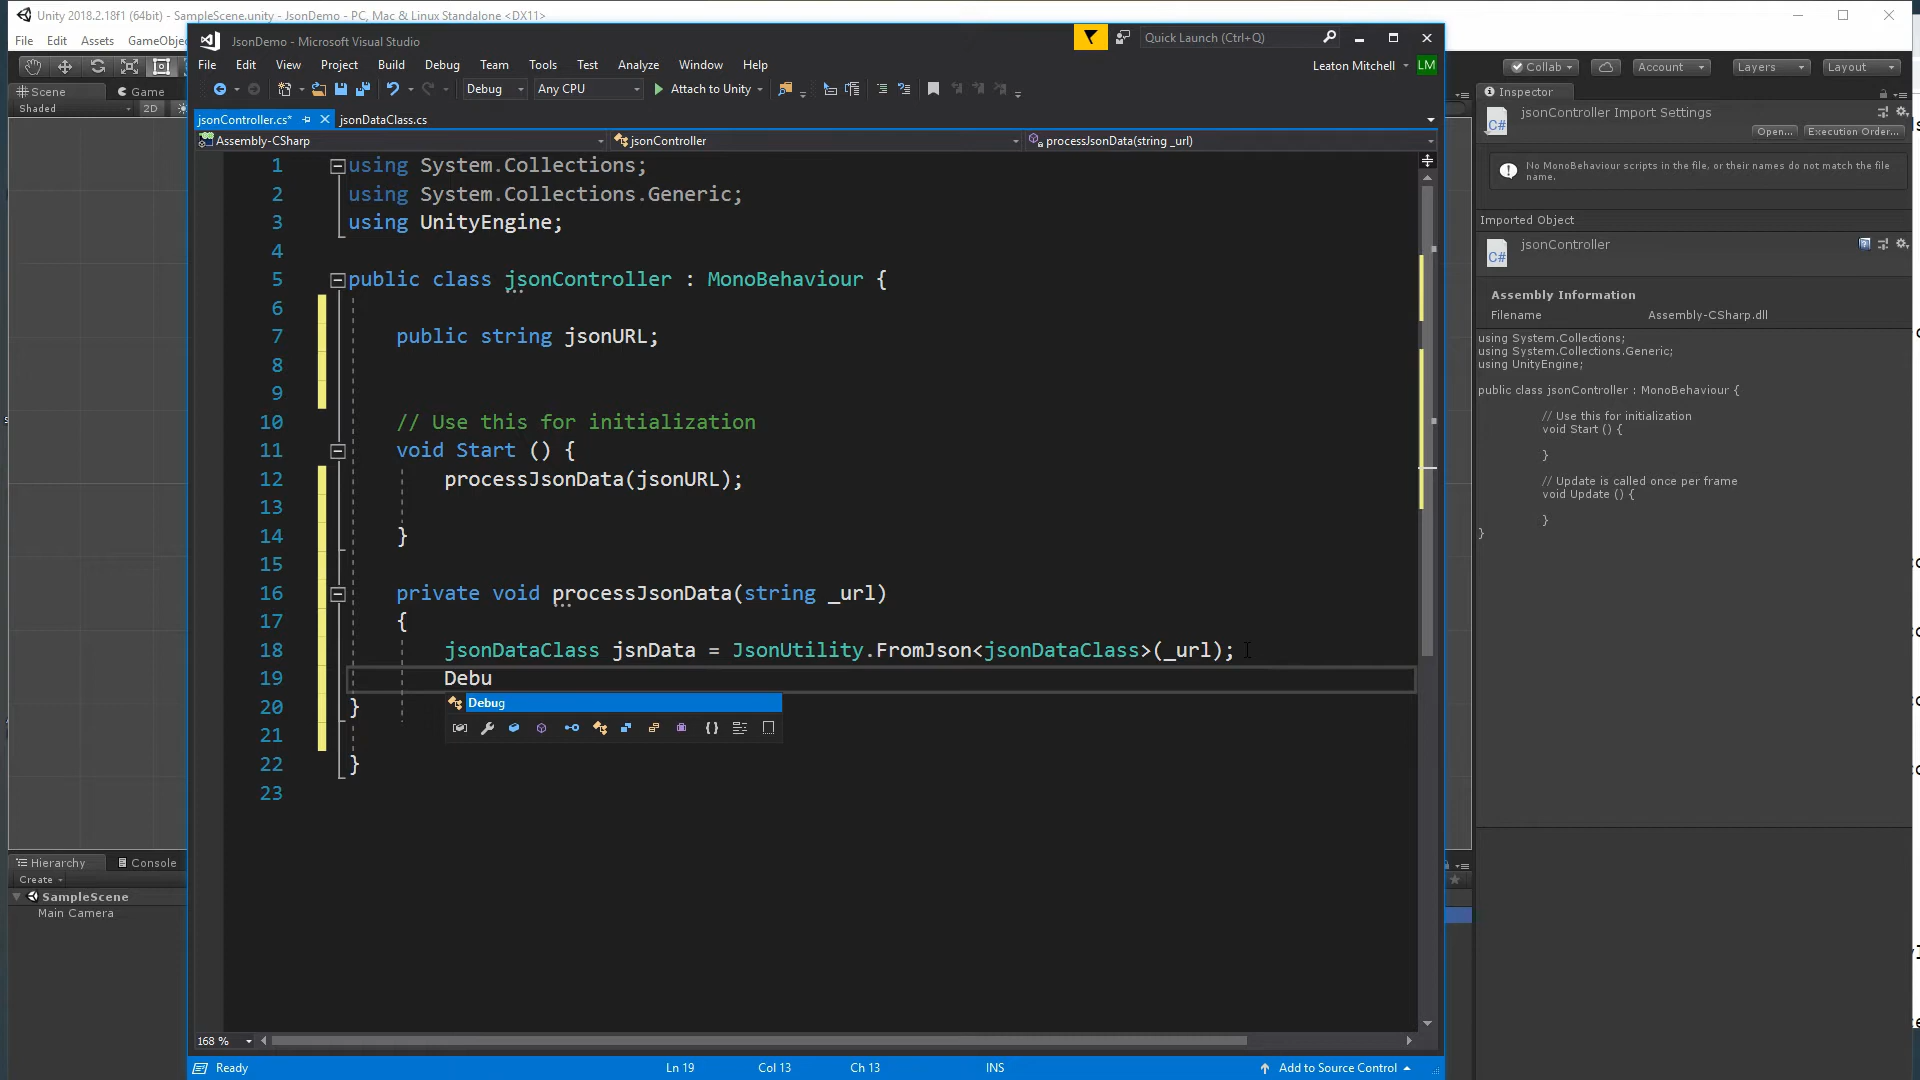 Unity 2018.2.18f1 (64bit) - SampleScene.unity - JsonDemo - PC, Mac & Linux Standalone <DX11>
File Edit Assets GameObjec
JsonDemo - Microsoft Visual Studio
Quick Launch (Ctrl+Q)
File Edit View Project Build Debug Team Tools Test Analyze Window Help
Leaton Mitchell LM
Debug Any CPU Attach to Unity
Collab Account Layers Layout
Scene Game
Shaded 2D
jsonController.cs* jsonDataClass.cs
Assembly-CSharp jsonController processJsonData(string _url)
1 using System.Collections;
2 using System.Collections.Generic;
3 using UnityEngine;
4
5 public class jsonController : MonoBehaviour {
6
7 public string jsonURL;
8
9
10 // Use this for initialization
11 void Start () {
12 processJsonData(jsonURL);
13
14 }
15
16 private void processJsonData(string _url)
17 {
18 jsonDataClass jsnData = JsonUtility.FromJson<jsonDataClass>(_url);
19 Debu
Debug
20 }
21
22 }
23
168 %
Ready Ln 19 Col 13 Ch 13 INS Add to Source Control
Hierarchy Console
Create
SampleScene
Main Camera
Inspector
jsonController Import Settings
Open... Execution Order...
No MonoBehaviour scripts in the file, or their names do not match the file
name.
Imported Object
jsonController
C#
C#
Assembly Information
Filename Assembly-CSharp.dll
using System.Collections;
using System.Collections.Generic;
using UnityEngine;
public class jsonController : MonoBehaviour {
// Use this for initialization
void Start () {
}
// Update is called once per frame
void Update () {
}
}